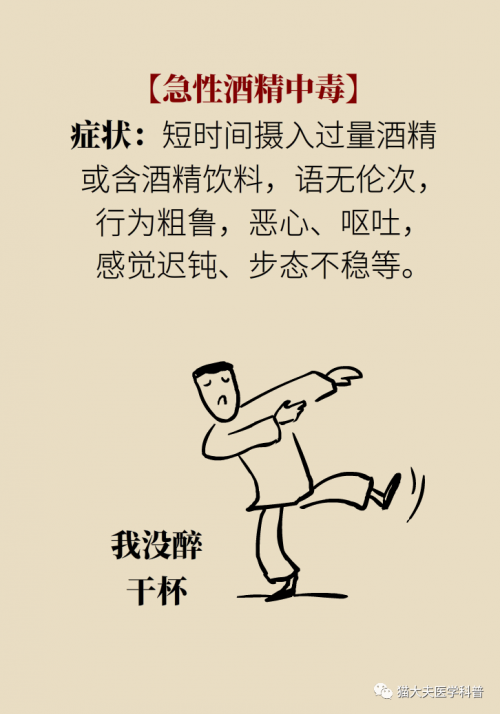 【急性酒精中毒】
症状：短时间摄入过量酒精
或含酒精饮料，语无伦次，
行为粗鲁，恶心、呕吐，
感觉迟钝、步态不稳等。
我没醉
干杯
猫大夫医学科普